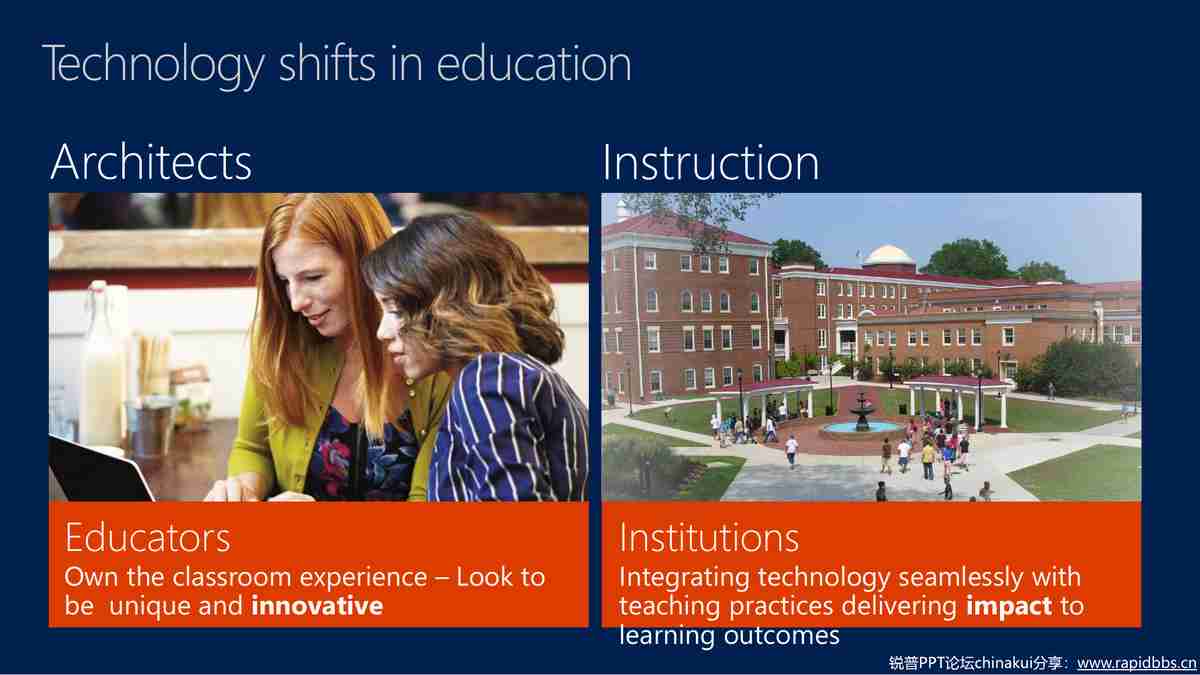 Technology shifts in education
Architects
Educators
Own the classroom experience – Look to
be  unique and innovative
Instruction
Institutions
Integrating technology seamlessly with
teaching practices delivering impact to
learning outcomes
锐普PPT论坛chinakui分享：www.rapidbbs.cn